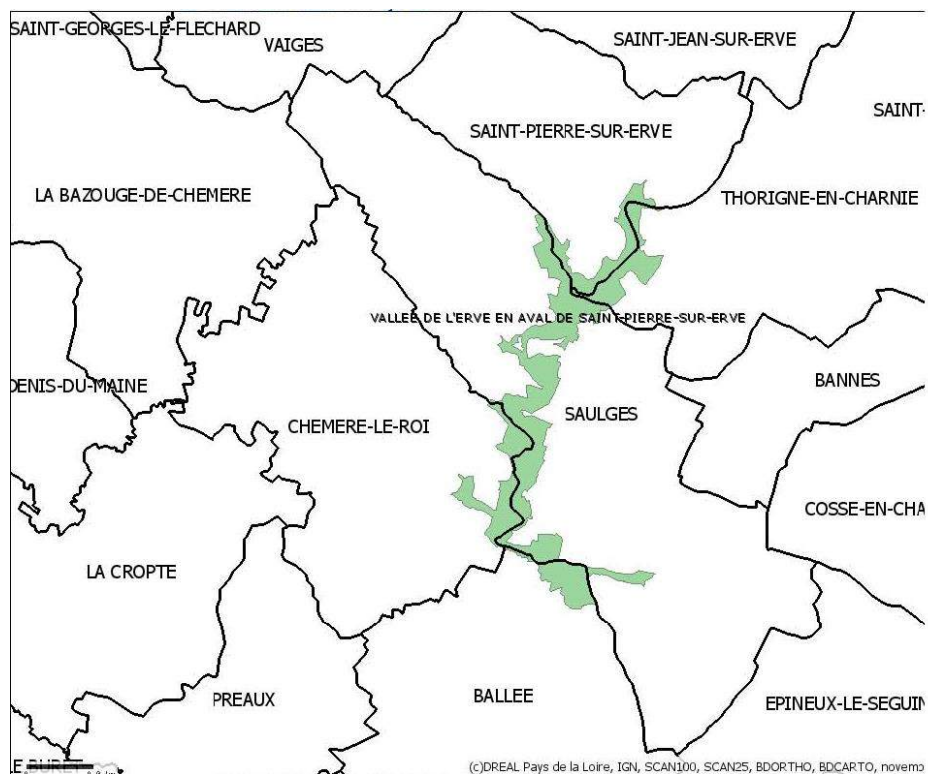 SAINT-GEORGES-LE-FLECHARD
VAIGES
SAINT-JEAN-SUR-ERVE
SAINT-PIERRE-SUR-ERVE
SAINT-
LA BAZOUGE-DE-CHEMERE
THORIGNE-EN-CHARNIE
VALLEE DE L'ERVE EN AVAL DE SAINT-PIERRE-SUR-ERVE
DENIS-DU-MAINE
BANNES
CHEMERE-LE-ROI
SAULGES
COSSE-EN-CHA
LA CROPTE
PREAUX
BALLEE
EPINEUX-LE-SEGUIN
LE BURET
(c)DREAL Pays de la Loire, IGN, SCAN100, SCAN25, BDORTHO, BDCARTO, novemb